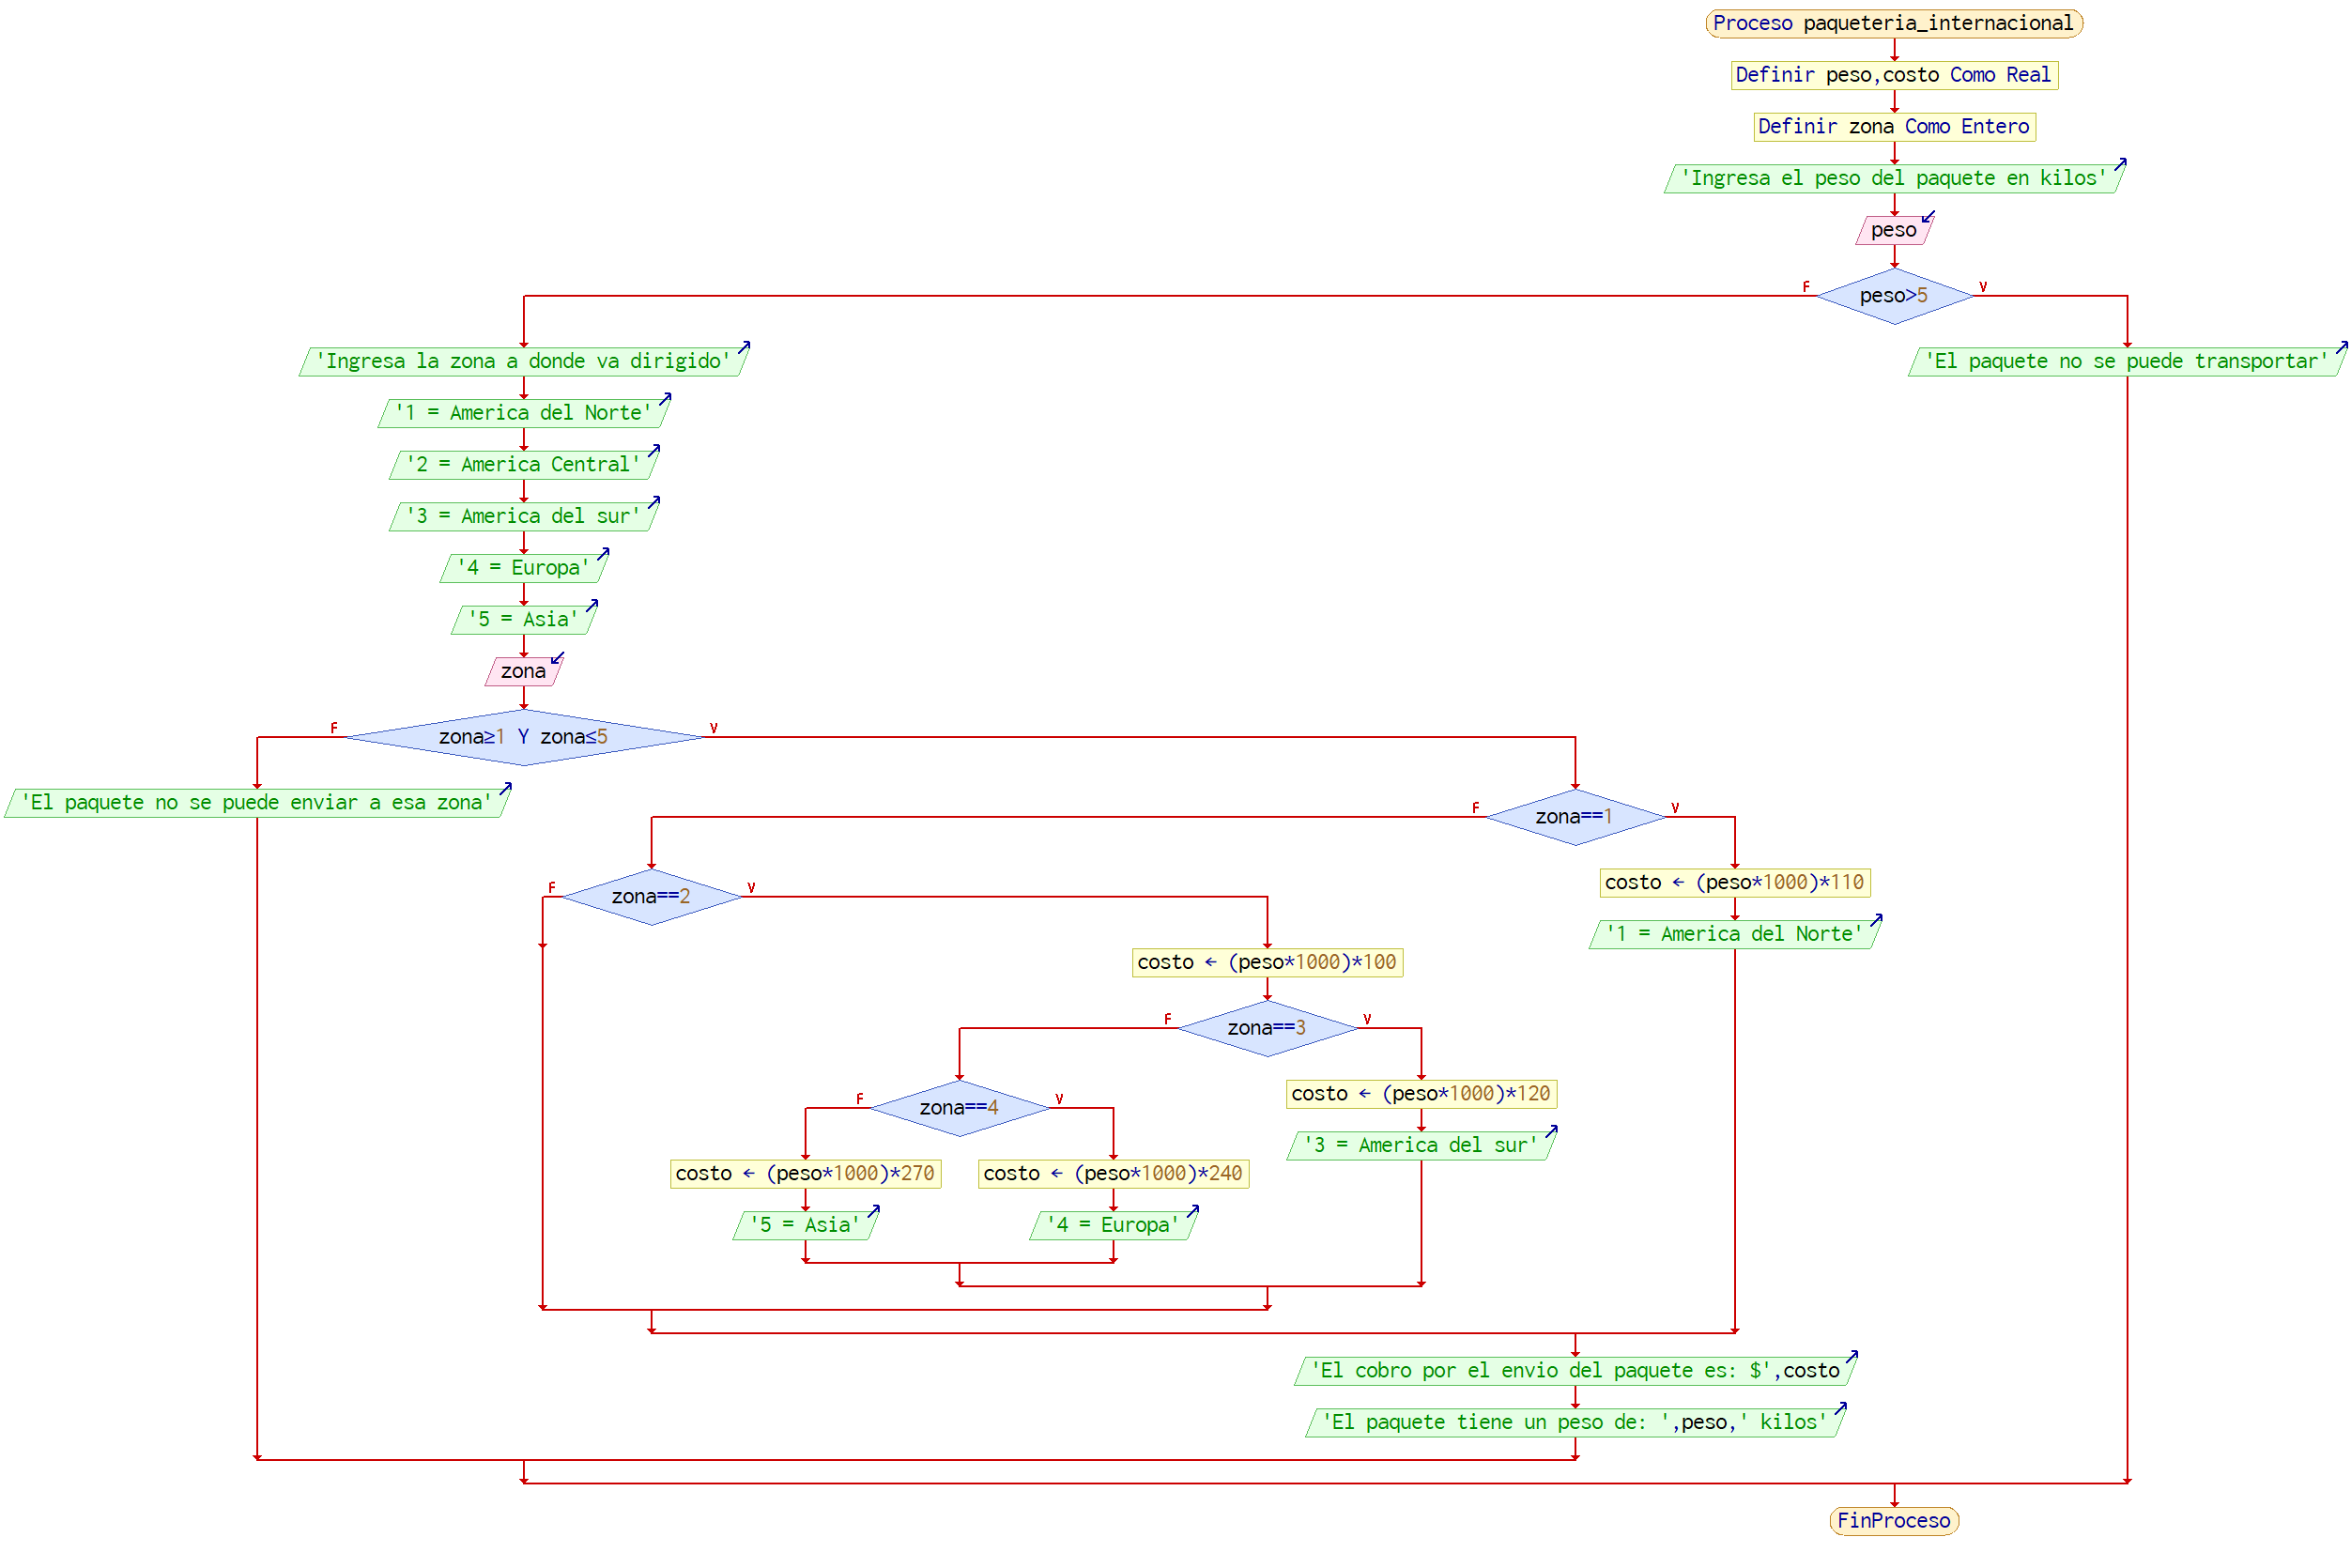 Proceso paqueteria_internacional
Definir peso,costo Como Real
Definir zona Como Entero
'Ingresa el peso del paquete en kilos'
peso
peso>5
F
V
'Ingresa la zona a donde va dirigido'
'El paquete no se puede transportar'
'1 = America del Norte'
'2 = America Central'
'3 = America del sur'
'4 = Europa'
'5 = Asia'
zona
zona≥1 Y zona≤5
F
V
'El paquete no se puede enviar a esa zona'
zona==1
F
V
zona==2
F
V
costo ← (peso*1000)*110
'1 = America del Norte'
costo ← (peso*1000)*100
zona==3
F
V
zona==4
F
V
costo ← (peso*1000)*120
'3 = America del sur'
costo ← (peso*1000)*270
costo ← (peso*1000)*240
'5 = Asia'
'4 = Europa'
'El cobro por el envio del paquete es: $',costo
'El paquete tiene un peso de: ',peso,' kilos'
FinProceso